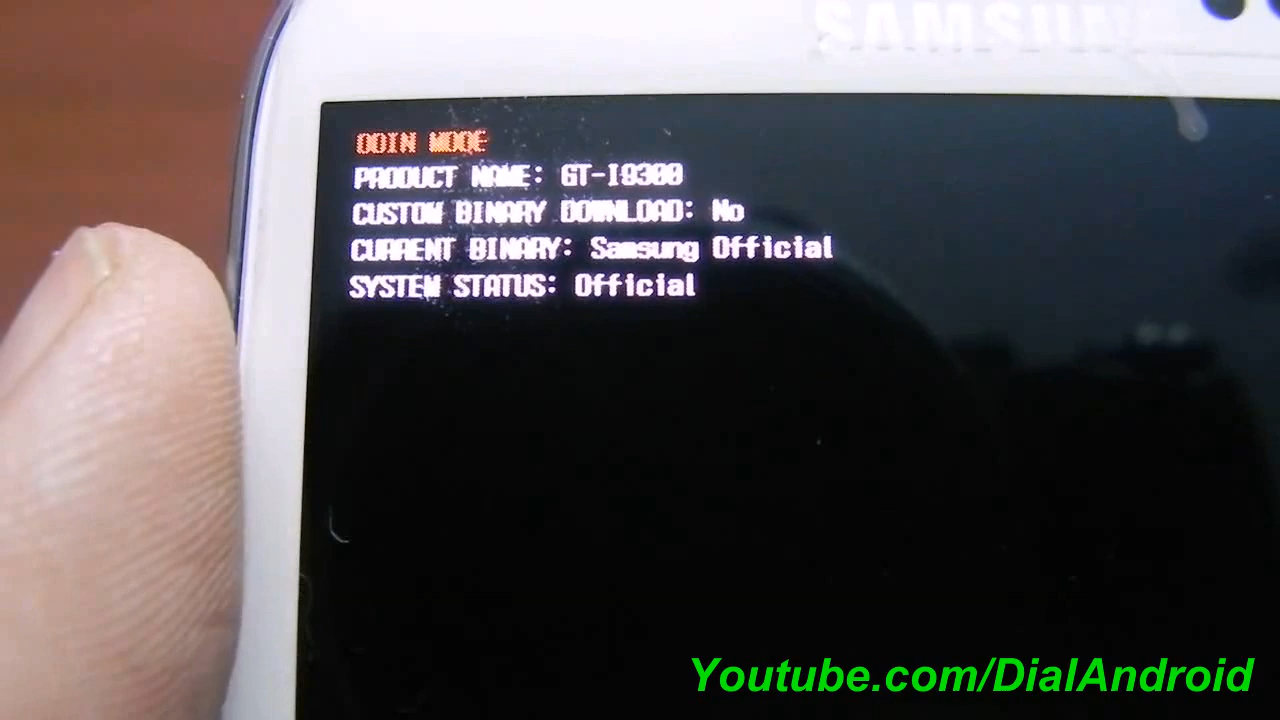 SAMSUNG
ODIN MODE
PRODUCT NAME: GT-I9300
CUSTOM BINARY DOWNLOAD: No
CURRENT BINARY: Samsung Official
SYSTEM STATUS: Official
Youtube.com/DialAndroid